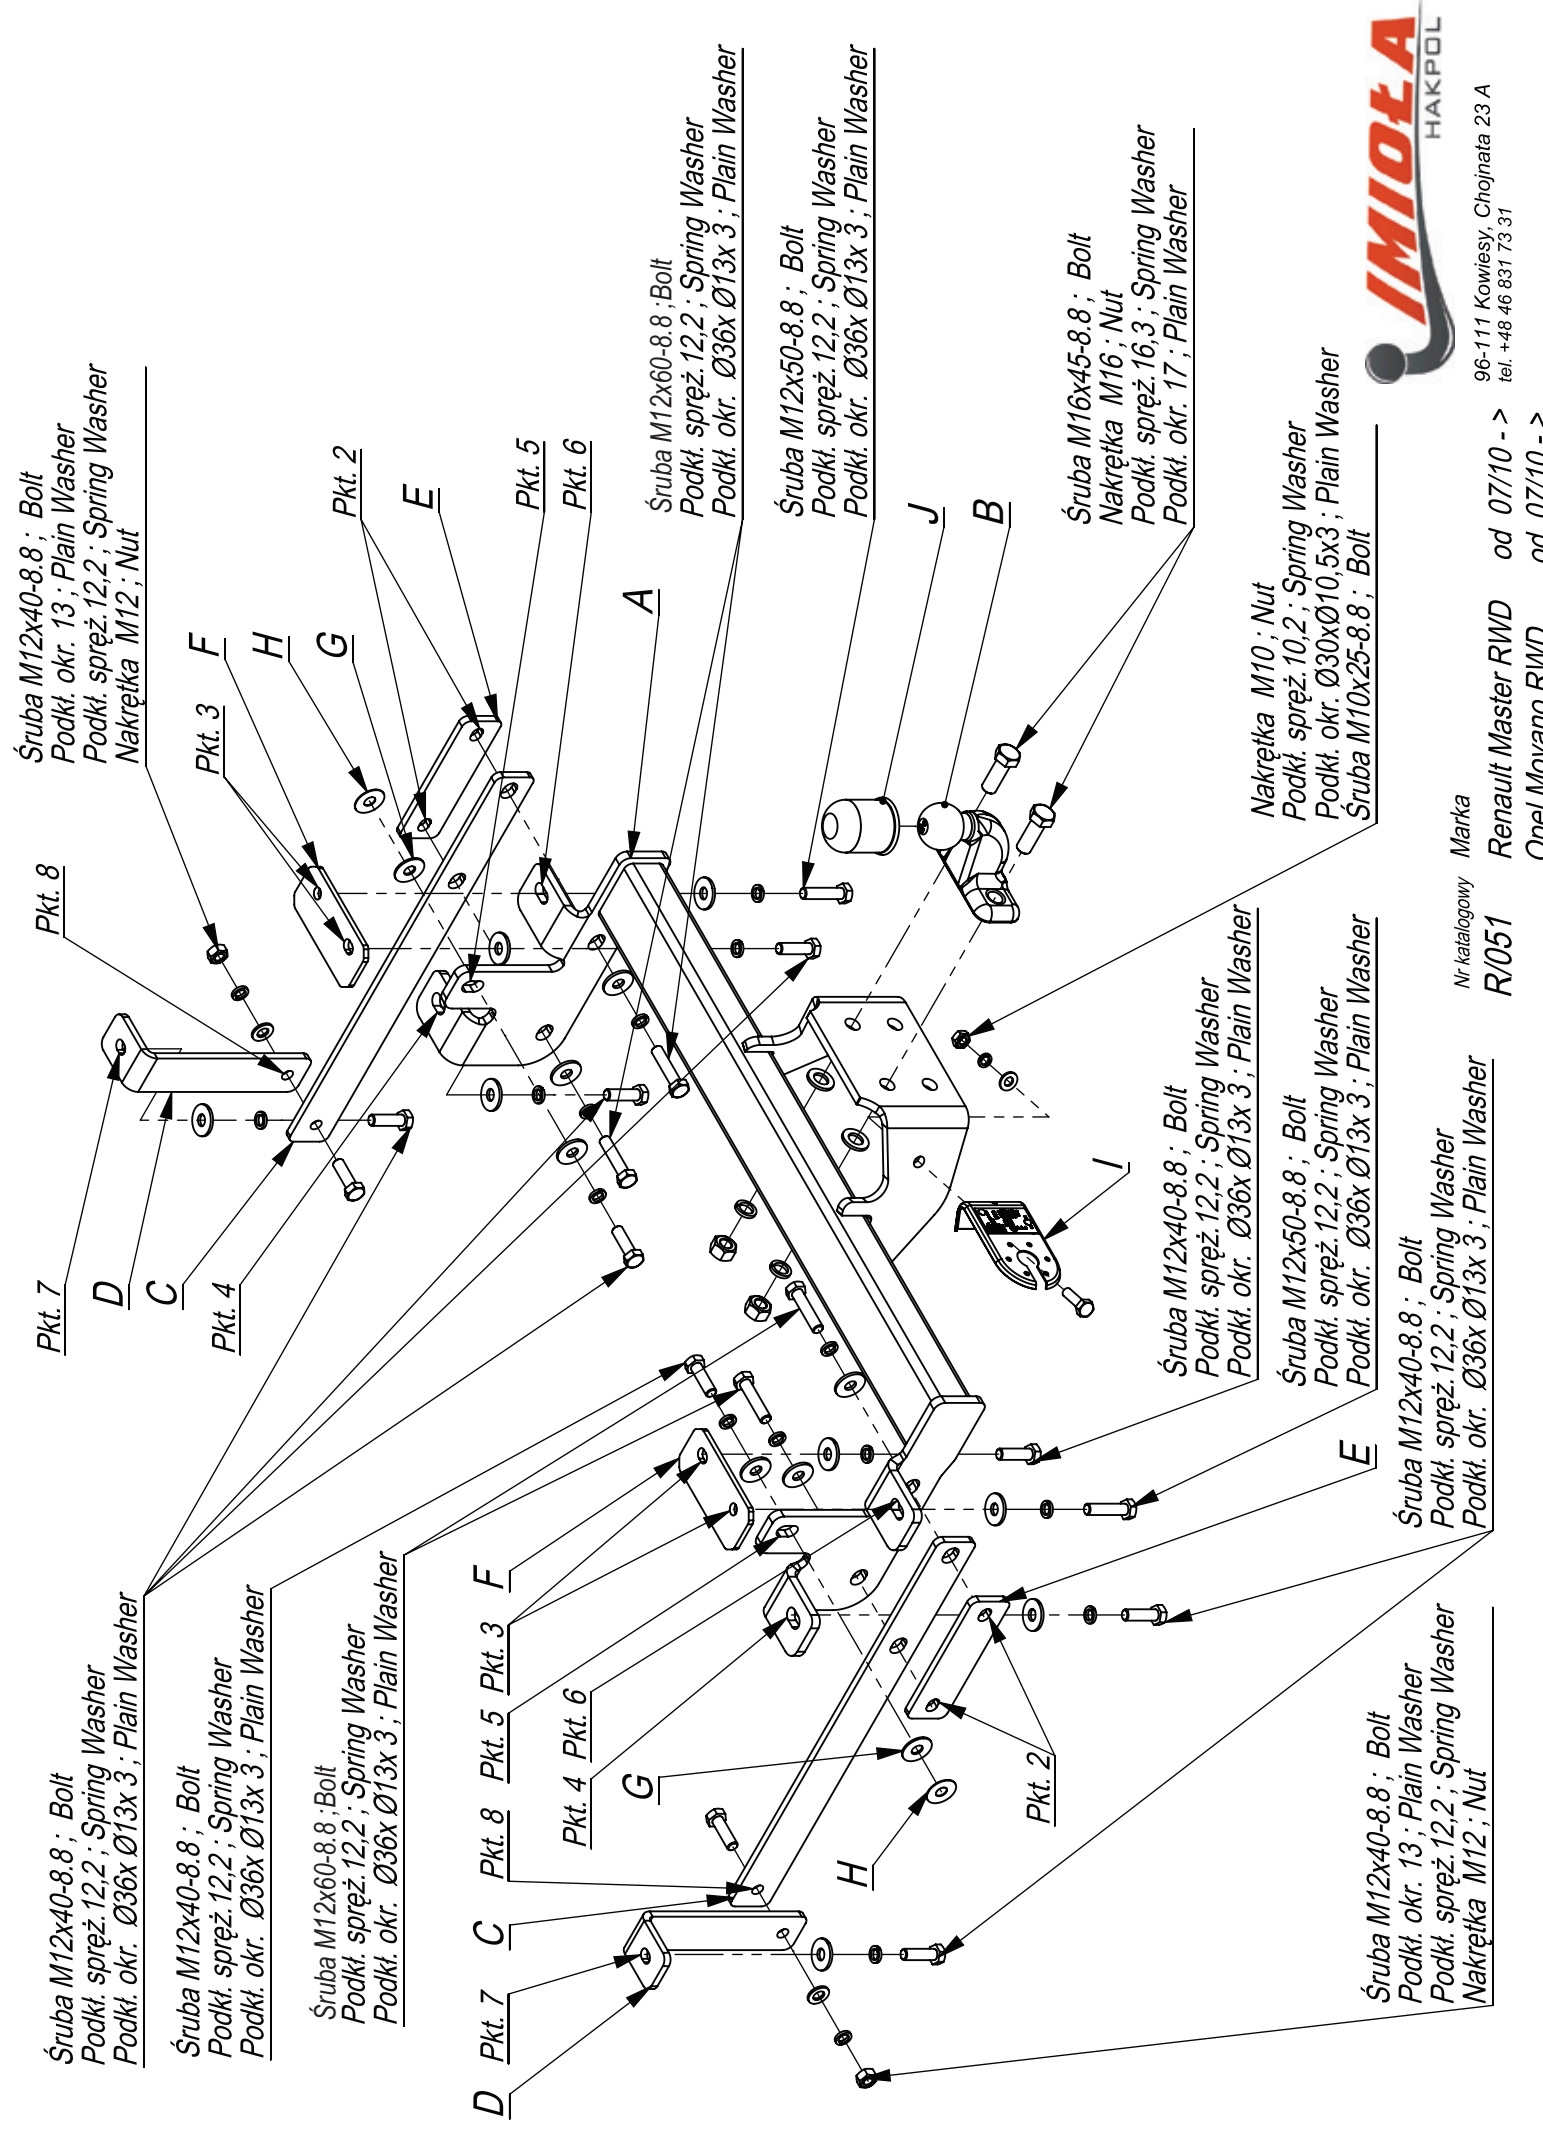 Śruba M12x40-8.8 ; Bolt
Podkł. spręż.12,2 ; Spring Washer
Podkł. okr. Ø36x Ø13x 3 ; Plain Washer
Śruba M12x40-8.8 ; Bolt
Podkł. spręż.12,2 ; Spring Washer
Podkł. okr. Ø36x Ø13x 3 ; Plain Washer
Śruba M12x60-8.8 ;Bolt
Podkł. spręż.12,2 ; Spring Washer
Podkł. okr. Ø36x Ø13x 3 ; Plain Washer
Pkt. 7
D
C
Pkt. 4
Pkt. 8
Śruba M12x40-8.8 ; Bolt
Podkł. okr. 13 ; Plain Washer
Podkł. spręż.12,2 ; Spring Washer
Nakrętka M12 ; Nut
Pkt. 3
F
H
G
Pkt. 2
E
Pkt. 5
Pkt. 6
A
Śruba M12x60-8.8 ;Bolt
Podkł. spręż.12,2 ; Spring Washer
Podkł. okr. Ø36x Ø13x 3 ; Plain Washer
Śruba M12x50-8.8 ; Bolt
Podkł. spręż.12,2 ; Spring Washer
Podkł. okr. Ø36x Ø13x 3 ; Plain Washer
J
B
Śruba M16x45-8.8 ; Bolt
Nakrętka M16 ; Nut
Podkł. spręż.16,3 ; Spring Washer
Podkł. okr. 17 ; Plain Washer
D
Pkt. 7
C
Pkt. 8
Pkt. 5
Pkt. 3
F
Pkt. 4
Pkt. 6
G
H
Pkt. 2
I
E
Nakrętka M10 ; Nut
Podkł. spręż.10,2 ; Spring Washer
Podkł. okr. Ø30xØ10,5x3 ; Plain Washer
Śruba M10x25-8.8 ; Bolt
Śruba M12x40-8.8 ; Bolt
Podkł. spręż.12,2 ; Spring Washer
Podkł. okr. Ø36x Ø13x 3 ; Plain Washer
Śruba M12x50-8.8 ; Bolt
Podkł. spręż.12,2 ; Spring Washer
Podkł. okr. Ø36x Ø13x 3 ; Plain Washer
Śruba M12x40-8.8 ; Bolt
Podkł. okr. 13 ; Plain Washer
Podkł. spręż.12,2 ; Spring Washer
Nakrętka M12 ; Nut
Śruba M12x40-8.8 ; Bolt
Podkł. spręż.12,2 ; Spring Washer
Podkł. okr. Ø36x Ø13x 3 ; Plain Washer
IMIOŁA
HAKPOL
96-111 Kowiesy, Chojnata 23 A
tel. +48 46 831 73 31
Nr katalogowy Marka
R/051 Renault Master RWD od 07/10 - >
Opel Movano RWD od 07/10 - >